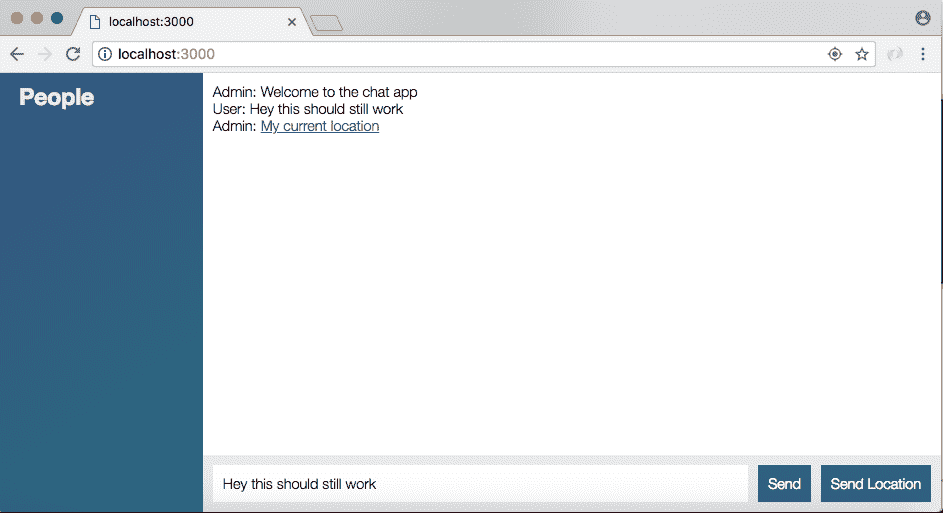 localhost:3000
localhost:3000
People
Admin: Welcome to the chat app
User: Hey this should still work
Admin: My current location
Hey this should still work
Send
Send Location